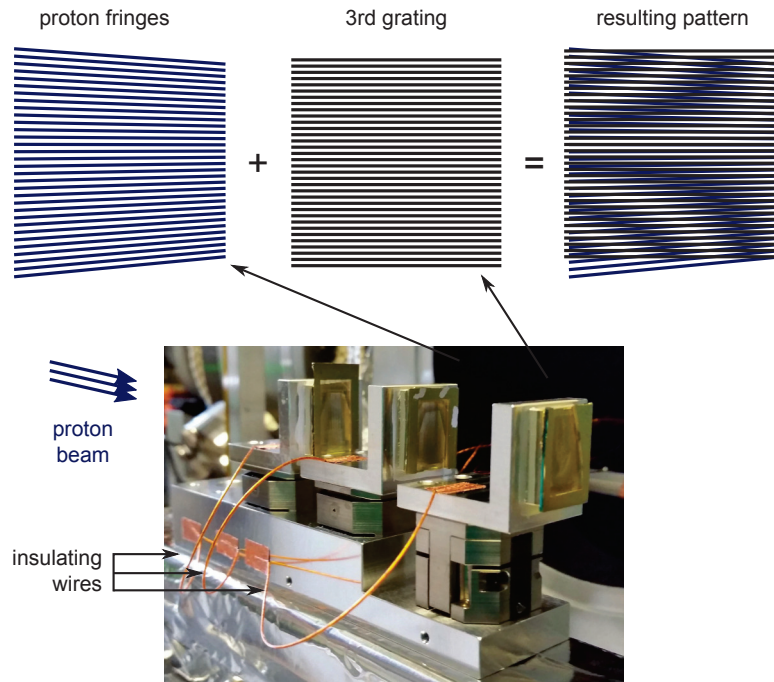 proton fringes
3rd grating
resulting pattern
+
=
proton
beam
insulating
wires